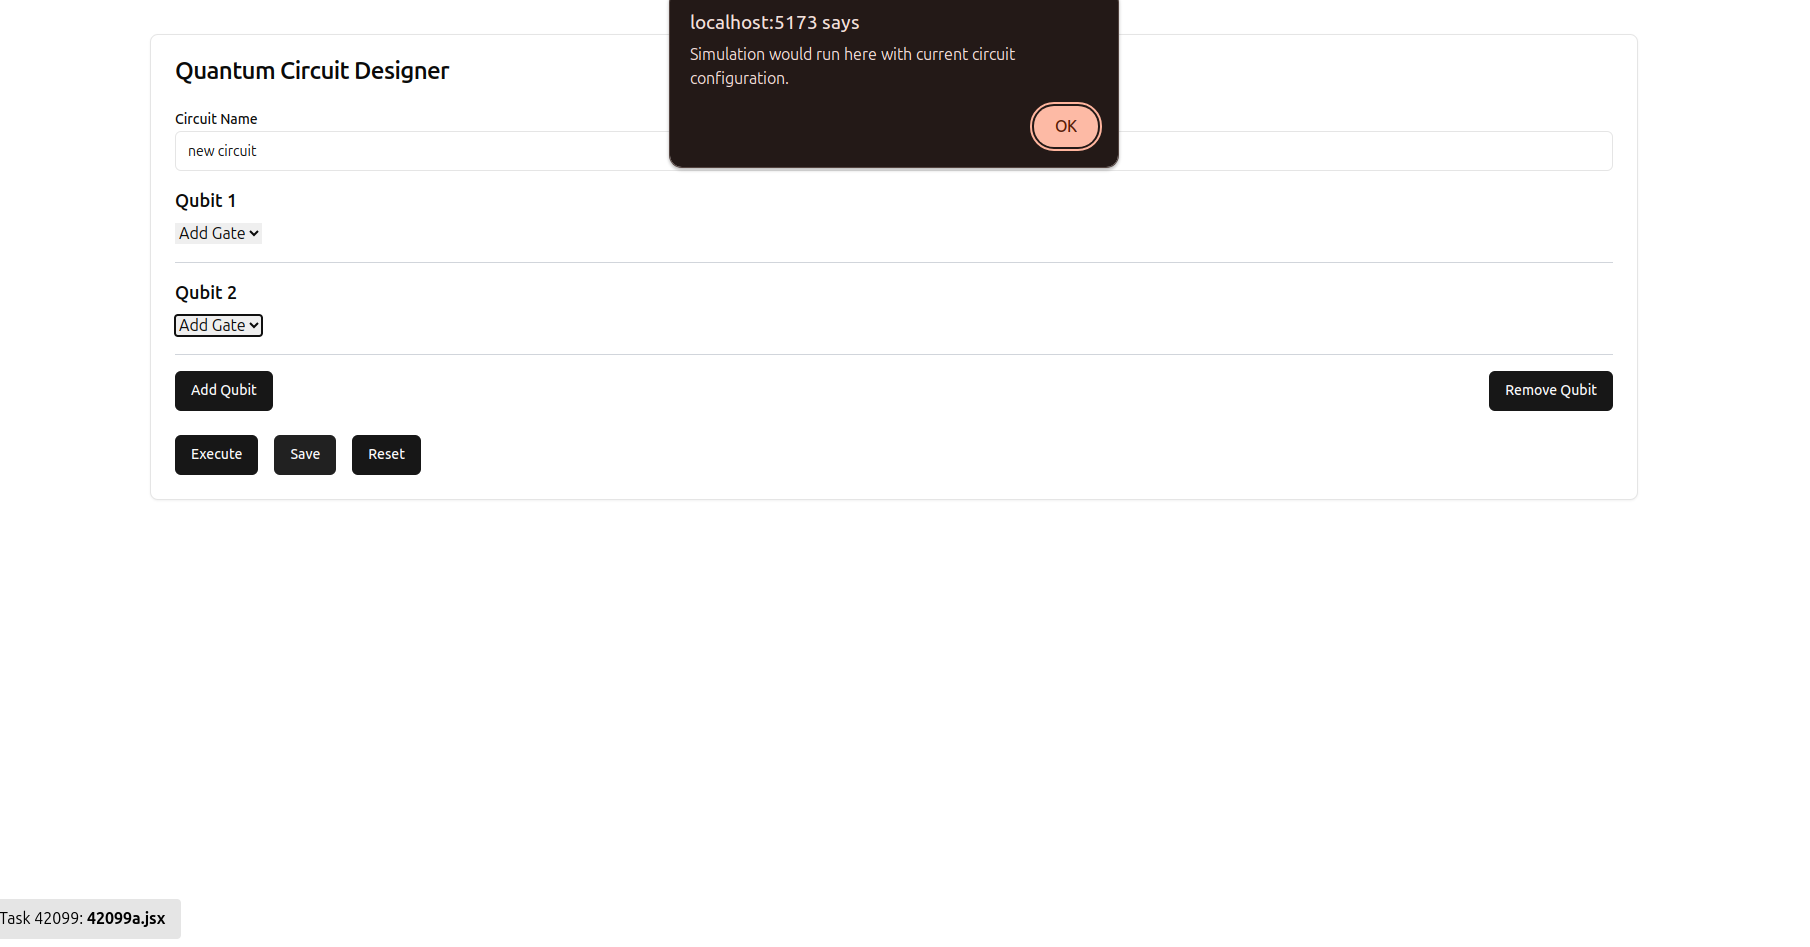 localhost:5173 says
Simulation would run here with current circuit
configuration.
OK
Quantum Circuit Designer
Circuit Name
new circuit
Qubit 1
Add Gate
Qubit 2
Add Gate
Add Qubit
Remove Qubit
Execute
Save
Reset
Task 42099: 42099a.jsx